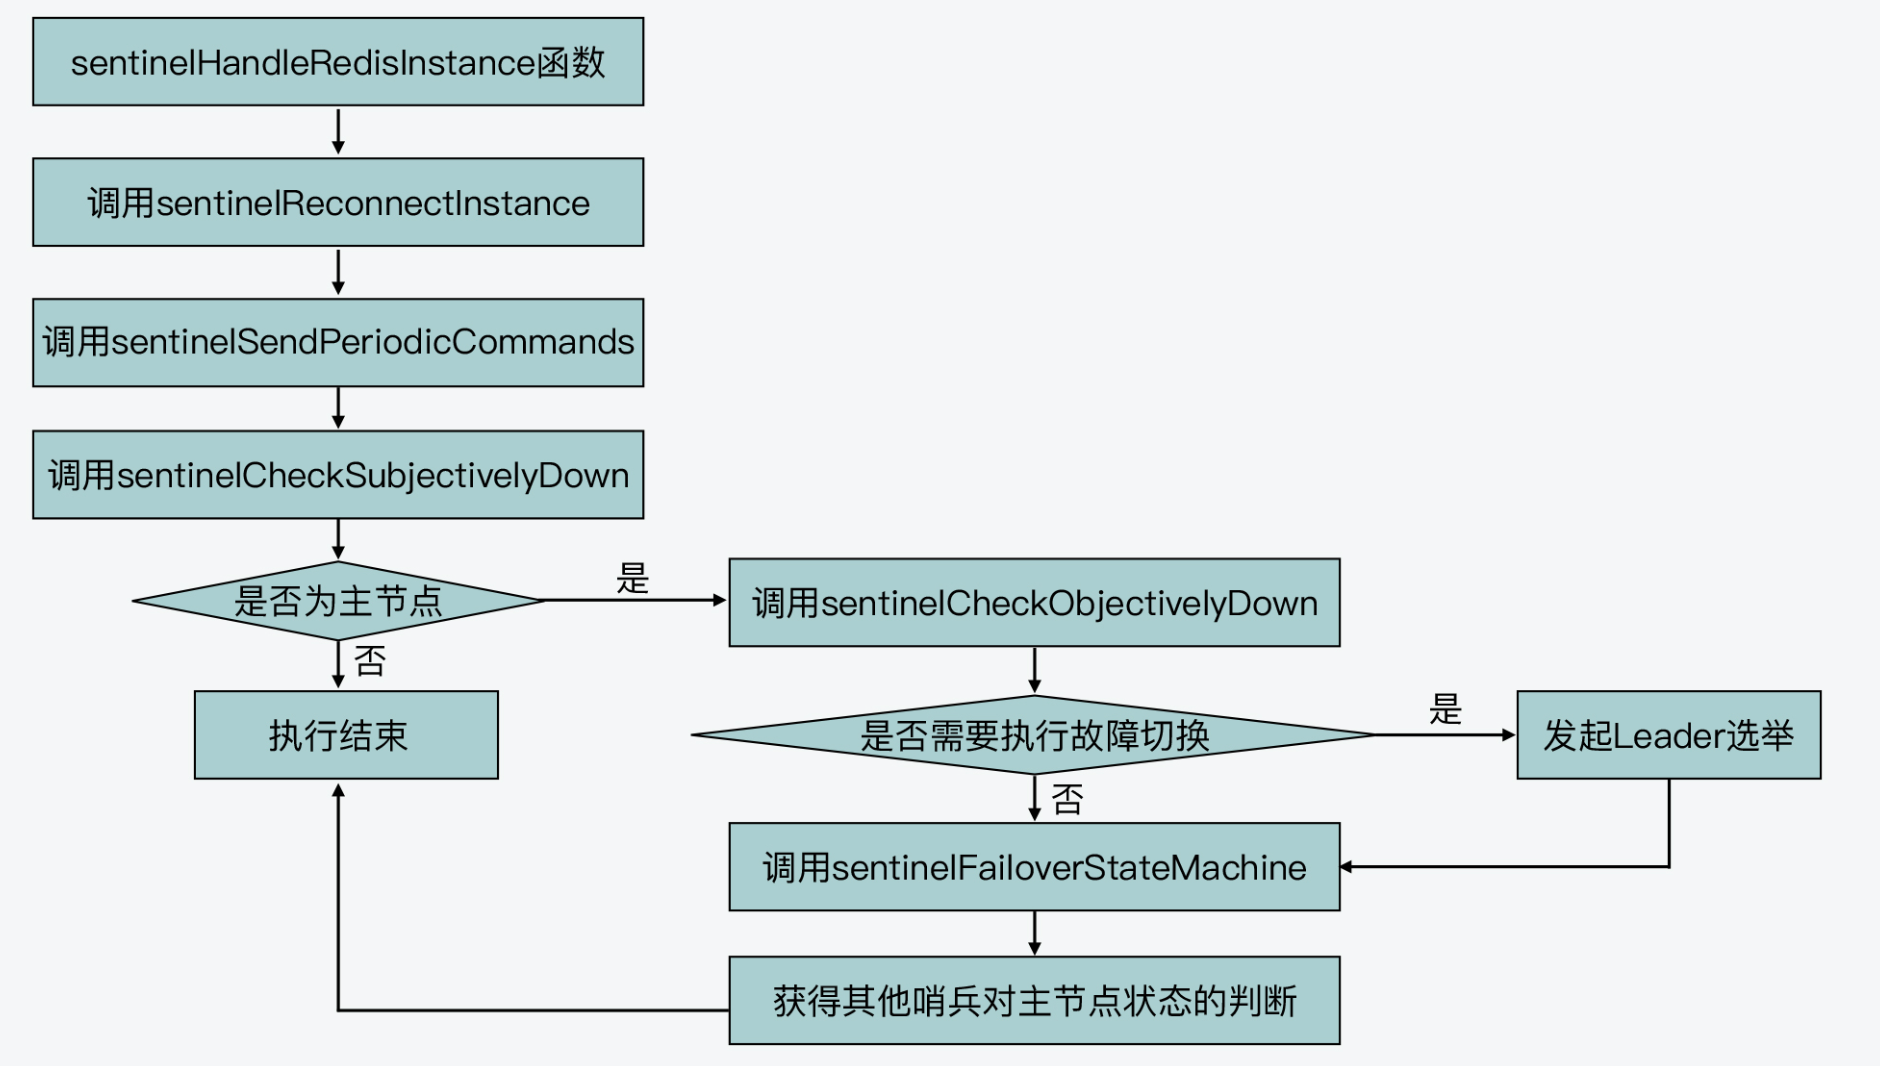 sentinelHandleRedisInstance函数
调用sentinelReconnectInstance
调用sentinelSendPeriodicCommands
调用sentinelCheckSubjectivelyDown
是否为主节点
是
调用sentinelCheckObjectivelyDown
否
执行结束
是否需要执行故障切换
是
发起Leader选举
否
调用sentinelFailoverStateMachine
获得其他哨兵对主节点状态的判断